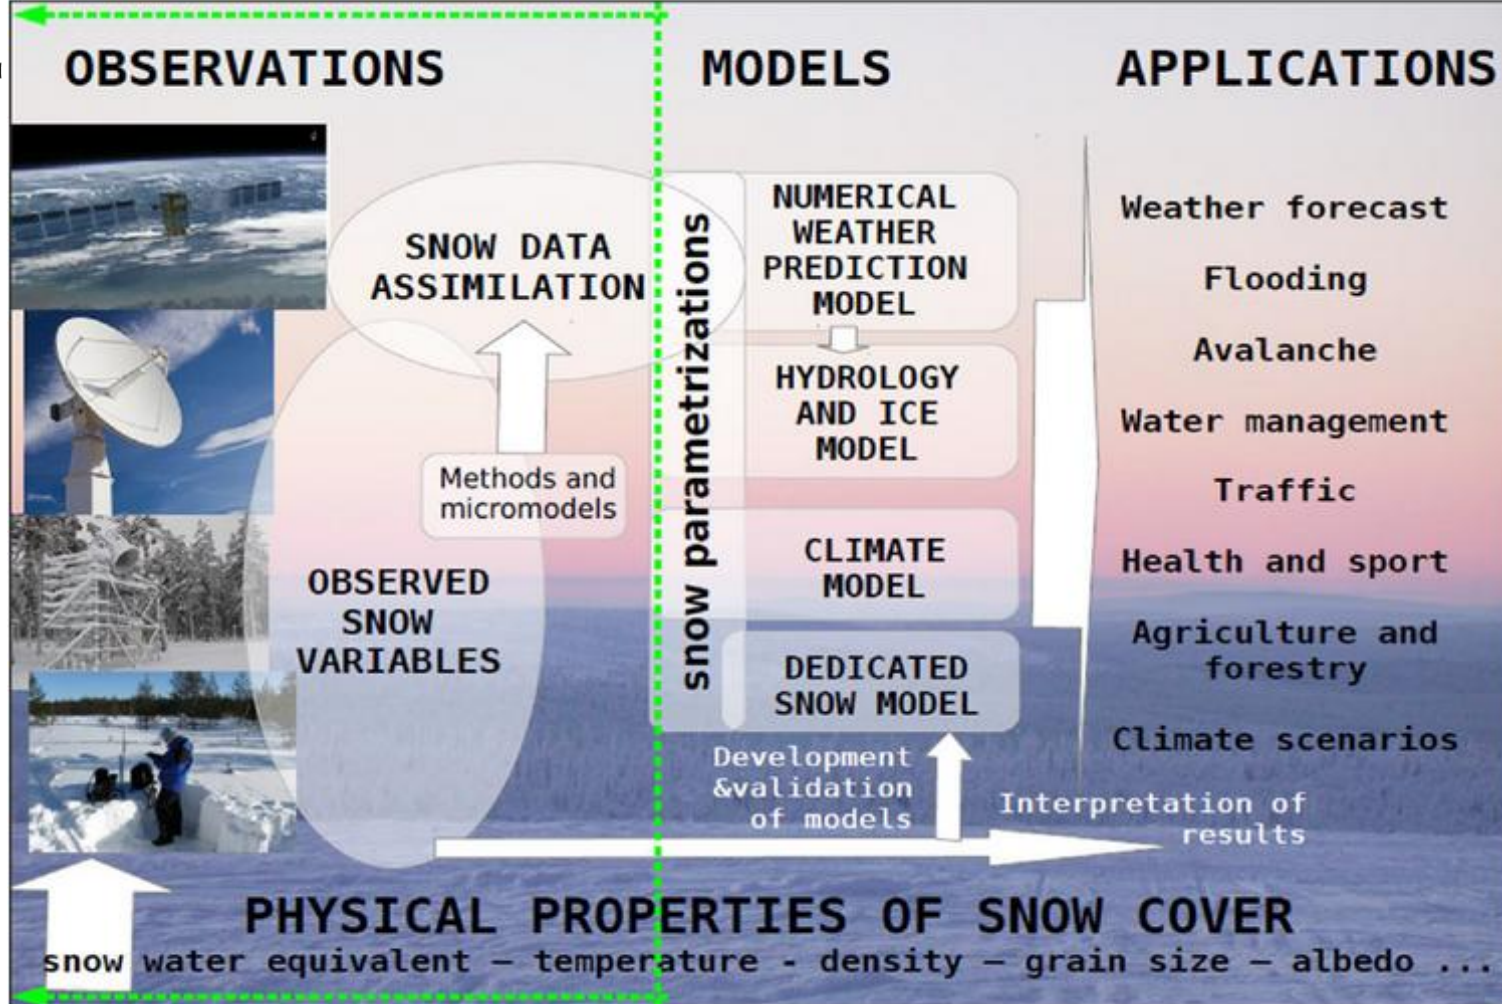 OBSERVATIONS
MODELS
APPLICATIONS
SNOW DATA
ASSIMILATION
Methods and
micromodels
OBSERVED
SNOW
VARIABLES
snow parametrizations
NUMERICAL
WEATHER
PREDICTION
MODEL
HYDROLOGY
AND ICE
MODEL
CLIMATE
MODEL
DEDICATED
SNOW MODEL
Development
&validation
of models
Interpretation of
results
Weather forecast
Flooding
Avalanche
Water management
Traffic
Health and sport
Agriculture and
forestry
Climate scenarios
PHYSICAL PROPERTIES OF SNOW COVER
snow water equivalent – temperature - density – grain size – albedo ...